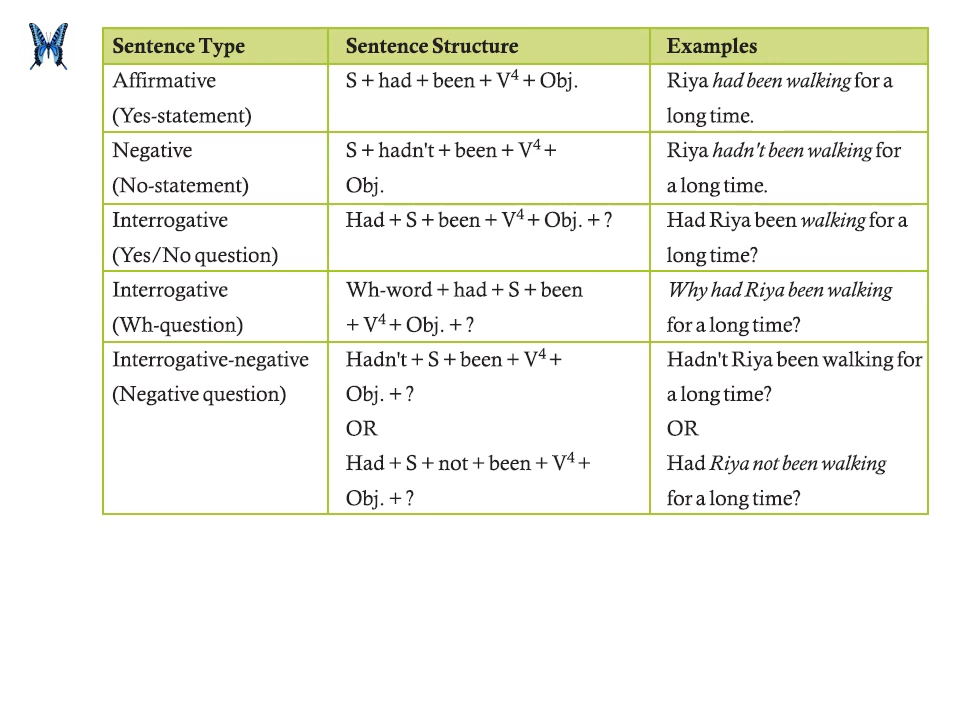 Sentence Type Sentence Structure Examples
Affirmative S + had + been + V⁴ + Obj. Riya had been walking for a
(Yes-statement) long time.
Negative S + hadn't + been + V⁴ + Riya hadn't been walking for
(No-statement) Obj. a long time.
Interrogative Had + S + been + V⁴ + Obj. + ? Had Riya been walking for a
(Yes/No question) long time?
Interrogative Wh-word + had + S + been Why had Riya been walking
(Wh-question) + V⁴ + Obj. + ? for a long time?
Interrogative-negative Hadn't + S + been + V⁴ + Hadn't Riya been walking for
(Negative question) Obj. + ? a long time?
OR OR
Had + S + not + been + V⁴ + Had Riya not been walking
Obj. + ? for a long time?